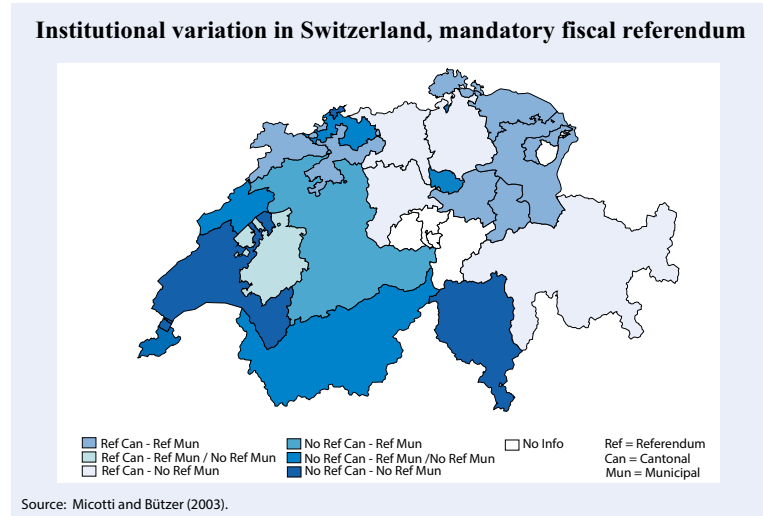 Institutional variation in Switzerland, mandatory fiscal referendum
Ref Can - Ref Mun
Ref Can - Ref Mun / No Ref Mun
Ref Can - No Ref Mun
No Ref Can - Ref Mun
No Ref Can - Ref Mun /No Ref Mun
No Ref Can - No Ref Mun
No Info
Ref = Referendum
Can = Cantonal
Mun = Municipal
Source: Micotti and Bützer (2003).